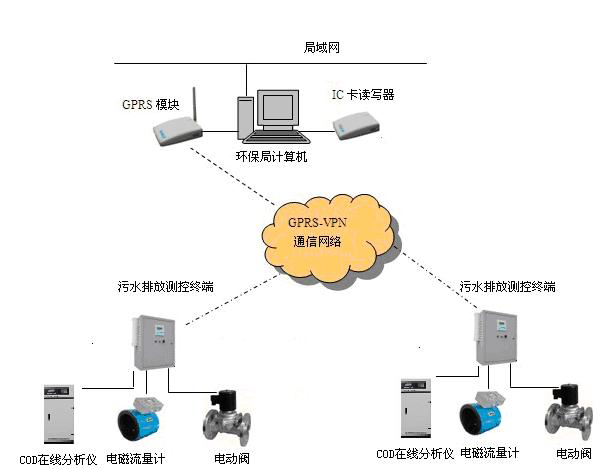 局域网
GPRS 模块
IC 卡读写器
环保局计算机
GPRS-VPN
通信网络
污水排放测控终端
污水排放测控终端
COD在线分析仪
电磁流量计
电动阀
COD在线分析仪
电磁流量计
电动阀